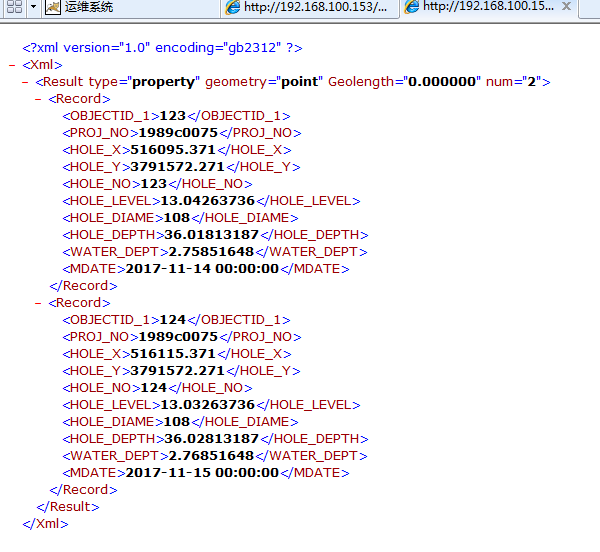 运维系统
http://192.168.100.153/...
http://192.168.100.15...
<?xml version="1.0" encoding="gb2312" ?>
- <Xml>
- <Result type="property" geometry="point" Geolength="0.000000" num="2">
- <Record>
<OBJECTID_1>123</OBJECTID_1>
<PROJ_NO>1989c0075</PROJ_NO>
<HOLE_X>516095.371</HOLE_X>
<HOLE_Y>3791572.271</HOLE_Y>
<HOLE_NO>123</HOLE_NO>
<HOLE_LEVEL>13.04263736</HOLE_LEVEL>
<HOLE_DIAME>108</HOLE_DIAME>
<HOLE_DEPTH>36.01813187</HOLE_DEPTH>
<WATER_DEPT>2.75851648</WATER_DEPT>
<MDATE>2017-11-14 00:00:00</MDATE>
</Record>
- <Record>
<OBJECTID_1>124</OBJECTID_1>
<PROJ_NO>1989c0075</PROJ_NO>
<HOLE_X>516115.371</HOLE_X>
<HOLE_Y>3791572.271</HOLE_Y>
<HOLE_NO>124</HOLE_NO>
<HOLE_LEVEL>13.03263736</HOLE_LEVEL>
<HOLE_DIAME>108</HOLE_DIAME>
<HOLE_DEPTH>36.02813187</HOLE_DEPTH>
<WATER_DEPT>2.76851648</WATER_DEPT>
<MDATE>2017-11-15 00:00:00</MDATE>
</Record>
</Result>
</Xml>